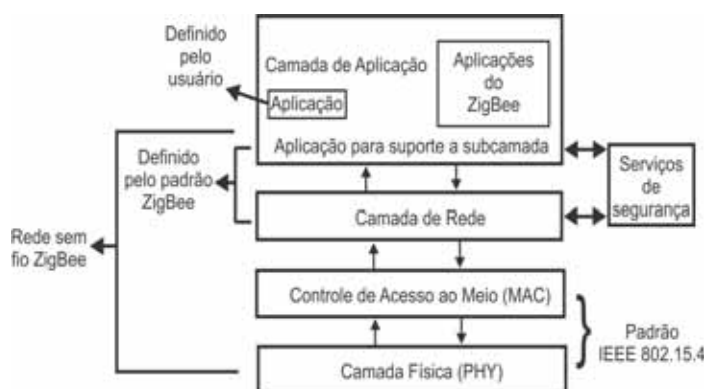 Definido
pelo
usuário
Camada de Aplicação
Aplicação
Aplicações
do
ZigBee
Aplicação para suporte a subcamada
Definido
pelo padrão
ZigBee
Serviços
de
segurança
Camada de Rede
Rede sem
fio ZigBee
Controle de Acesso ao Meio (MAC)
Padrão
IEEE 802.15.4
Camada Física (PHY)